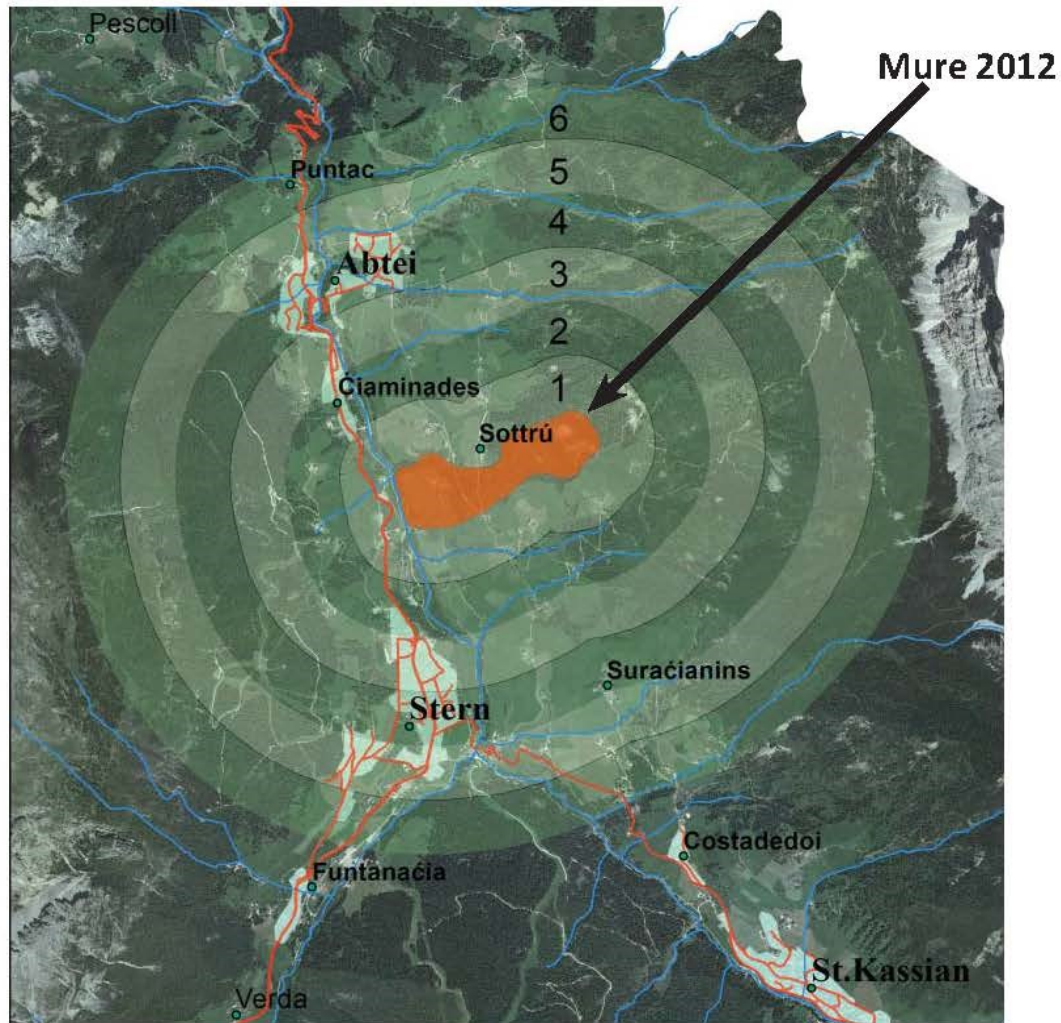 Pescoll
Mure 2012
6
5
Puntac
4
Abtei
3
2
Ćiaminades
1
Sottrú
Suraćianins
Stern
Costadedoi
Funtanaćia
St.Kassian
Verda